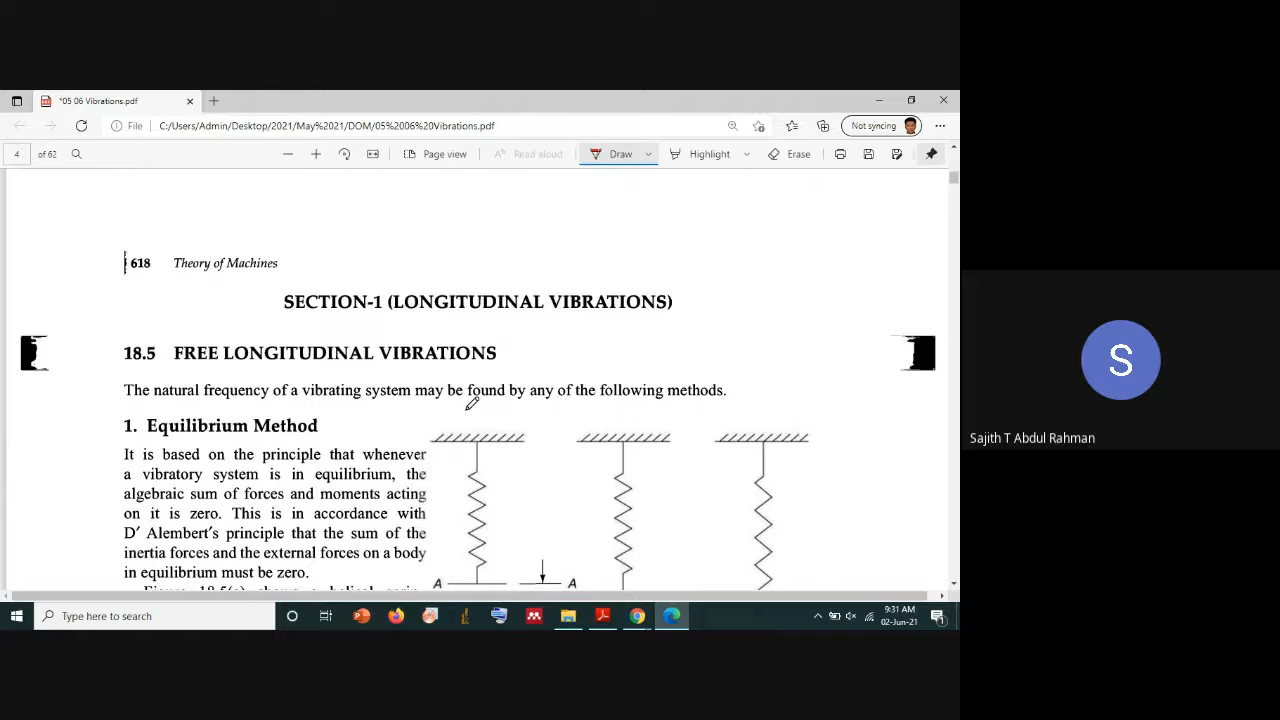 *05 06 Vibrations.pdf
File
C:/Users/Admin/Desktop/2021/May%2021/DOM/05%2006%20Vibrations.pdf
Not syncing
4 of 62
Page view
Read aloud
Draw
Highlight
Erase
618 Theory of Machines
SECTION-1 (LONGITUDINAL VIBRATIONS)
18.5 FREE LONGITUDINAL VIBRATIONS
The natural frequency of a vibrating system may be found by any of the following methods.
1. Equilibrium Method
It is based on the principle that whenever
a vibratory system is in equilibrium, the
algebraic sum of forces and moments acting
on it is zero. This is in accordance with
D′ Alembert's principle that the sum of the
inertia forces and the external forces on a body
in equilibrium must be zero.
A A
Type here to search
9:31 AM
02-Jun-21
1
S
Sajith T Abdul Rahman